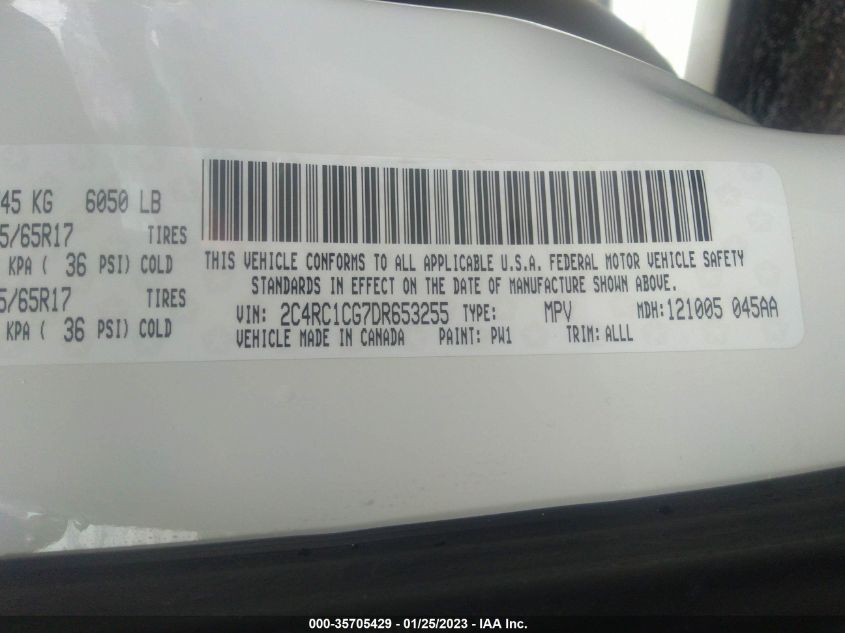 45 KG 6050 LB
5/65R17 TIRES
KPA ( 36 PSI) COLD
5/65R17 TIRES
KPA ( 36 PSI) COLD
THIS VEHICLE CONFORMS TO ALL APPLICABLE U.S.A. FEDERAL MOTOR VEHICLE SAFETY
STANDARDS IN EFFECT ON THE DATE OF MANUFACTURE SHOWN ABOVE.
VIN: 2C4RC1CG7DR653255 TYPE: MPV MDH:121005 045AA
VEHICLE MADE IN CANADA PAINT: PW1 TRIM: ALLL
000-35705429 - 01/25/2023 - IAA Inc.